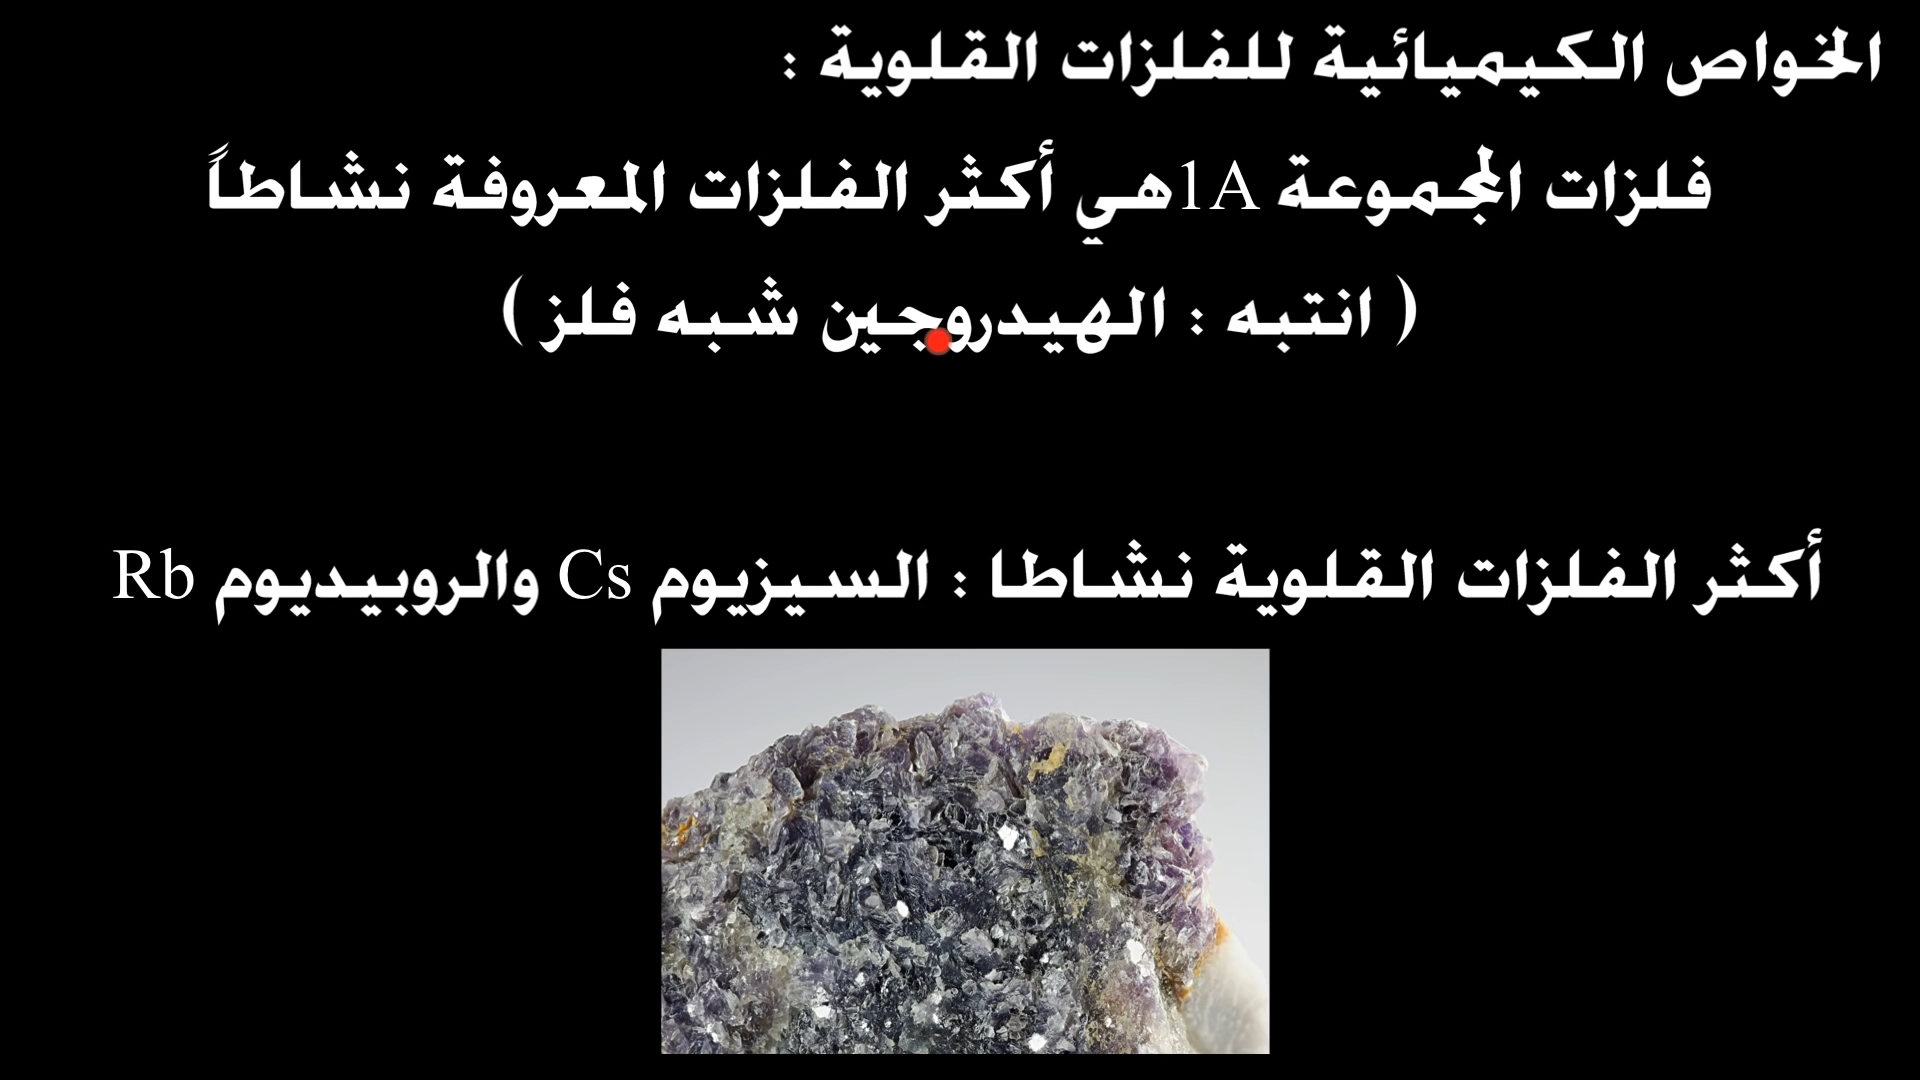 الخواص الكيميائية للفلزات القلوية :
فلزات المجموعة 1A هي أكثر الفلزات المعروفة نشاطاً
( انتبه : الهيدروجين شبه فلز )
أكثر الفلزات القلوية نشاطا : السيزيوم Cs والروبيديوم Rb